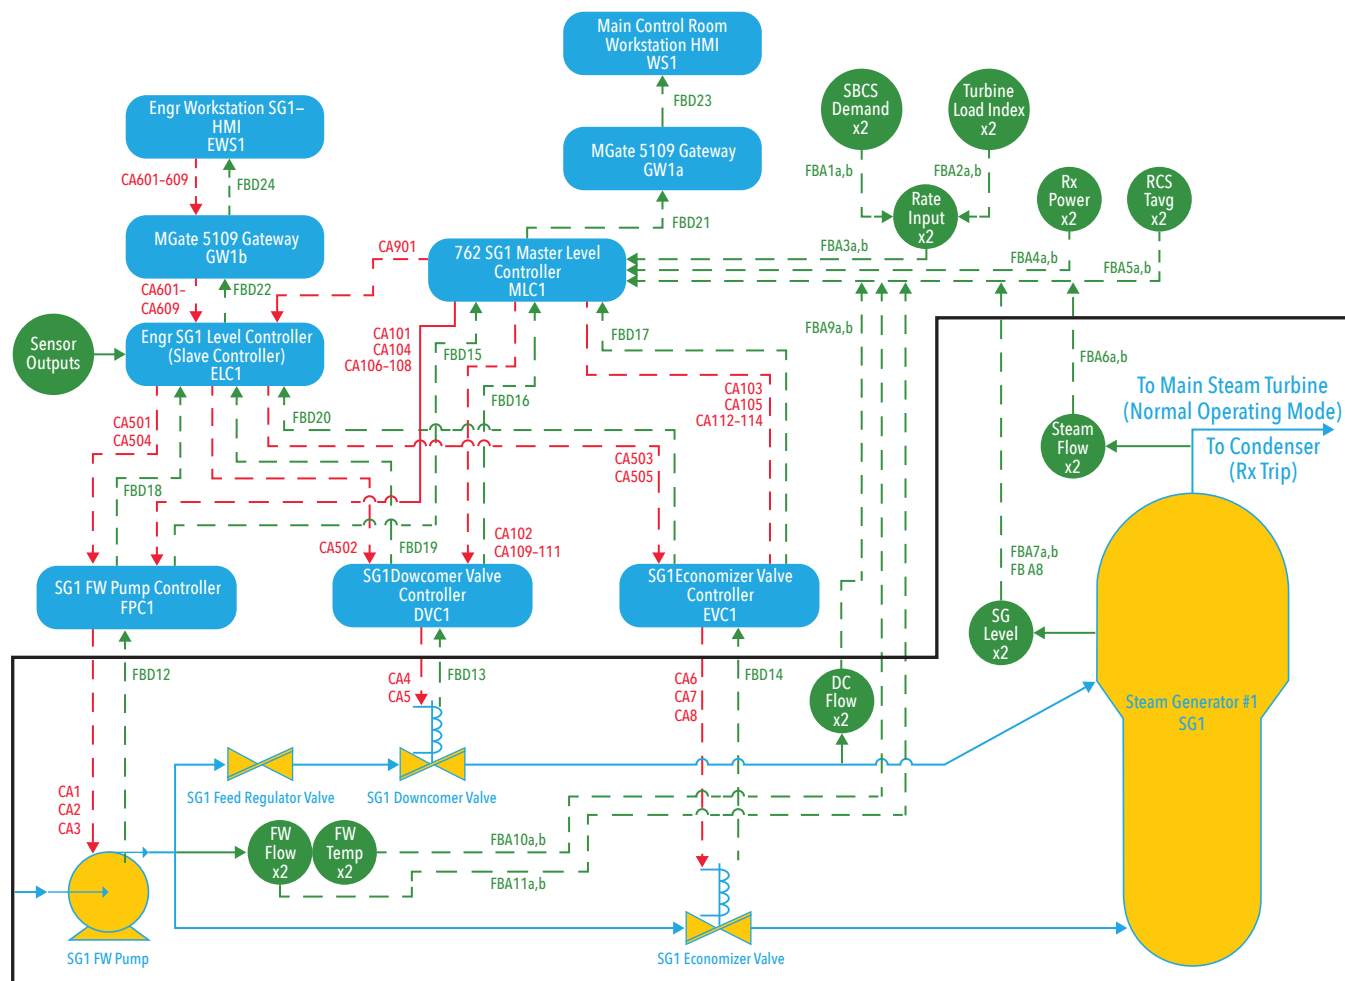 Main Control Room
Workstation HMI
WS1
Engr Workstation SG1–
HMI
EWS1
SBCS
Demand
x2
Turbine
Load Index
x2
FBD23
MGate 5109 Gateway
GW1a
CA601–609
FBD24
FBA1a,b
FBA2a,b
Rx
Power
x2
RCS
Tavg
x2
Rate
Input
x2
MGate 5109 Gateway
GW1b
FBD21
CA901
762 SG1 Master Level
Controller
MLC1
FBA3a,b
FBA4a,b
FBA5a,b
CA601–
CA609
FBD22
Sensor
Outputs
Engr SG1 Level Controller
(Slave Controller)
ELC1
CA101
CA104
CA106–108
FBD15
FBD17
FBA9a,b
FBA6a,b
FBD16
CA103
CA105
CA112–114
To Main Steam Turbine
(Normal Operating Mode)
CA501
CA504
FBD20
Steam
Flow
x2
To Condenser
(Rx Trip)
CA503
CA505
FBD18
CA502
FBD19
CA102
CA109–111
FBA7a,b
FB A8
SG1 FW Pump Controller
FPC1
SG1Dowcomer Valve
Controller
DVC1
SG1Economizer Valve
Controller
EVC1
SG
Level
x2
FBD12
CA4
CA5
FBD13
CA6
CA7
CA8
FBD14
DC
Flow
x2
Steam Generator #1
SG1
SG1 Feed Regulator Valve
SG1 Downcomer Valve
CA1
CA2
CA3
FW
Flow
x2
FW
Temp
x2
FBA10a,b
FBA11a,b
SG1 FW Pump
SG1 Economizer Valve